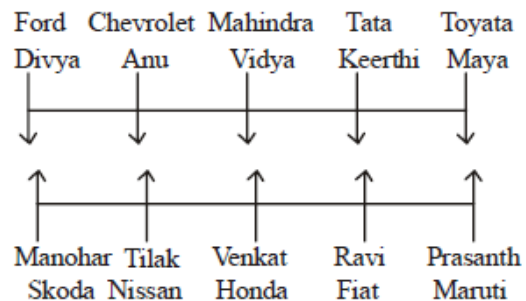 Ford Chevrolet Mahindra Tata Toyata
Divya Anu Vidya Keerthi Maya
Manohar Tilak Venkat Ravi Prasanth
Skoda Nissan Honda Fiat Maruti